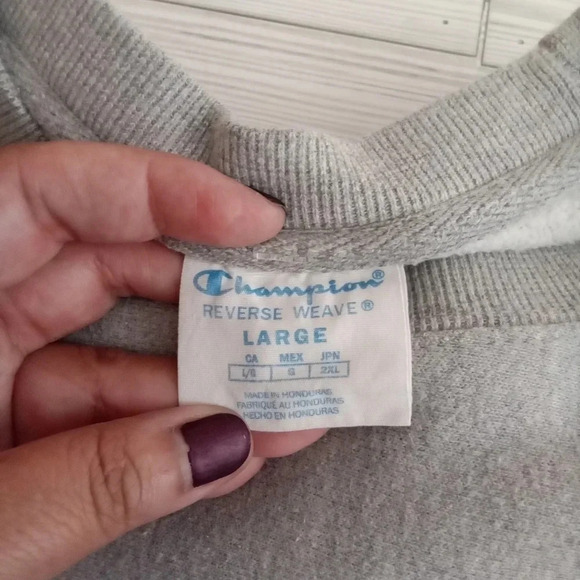 Champion®
REVERSE WEAVE®
LARGE
CA MEX JPN
L/G G 2XL
MADE IN HONDURAS
FABRIQUÉ AU HONDURAS
HECHO EN HONDURAS